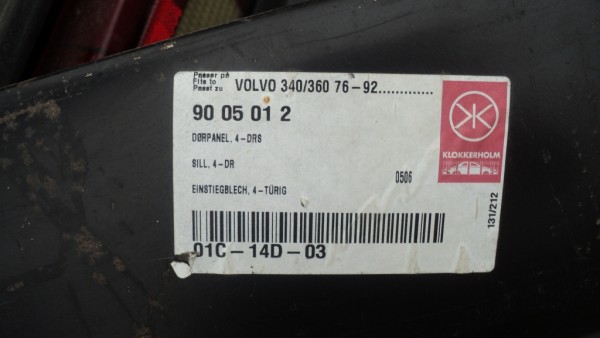 Passer på
Fits to
Passt zu
VOLVO 340/360 76-92.............
90 05 01 2
DØRPANEL, 4-DRS
SILL, 4-DR
0506
EINSTIEGBLECH, 4-TÜRIG
01C-14D-03
KLOKKERHOLM
131/212